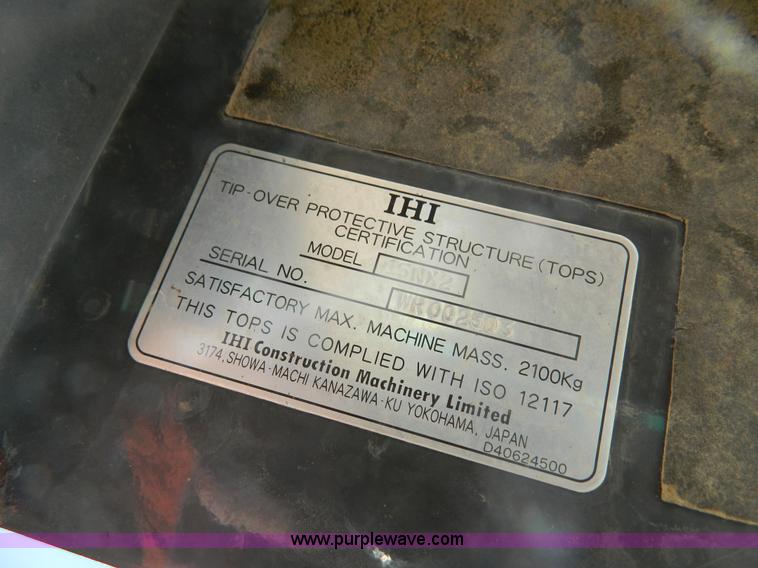 IHI
TIP-OVER PROTECTIVE STRUCTURE (TOPS)
CERTIFICATION
MODEL
SERIAL NO.
SATISFACTORY MAX. MACHINE MASS. 2100Kg
THIS TOPS IS COMPLIED WITH ISO 12117
IHI Construction Machinery Limited
3174, SHOWA-MACHI KANAZAWA-KU YOKOHAMA, JAPAN
D40624500
www.purplewave.com